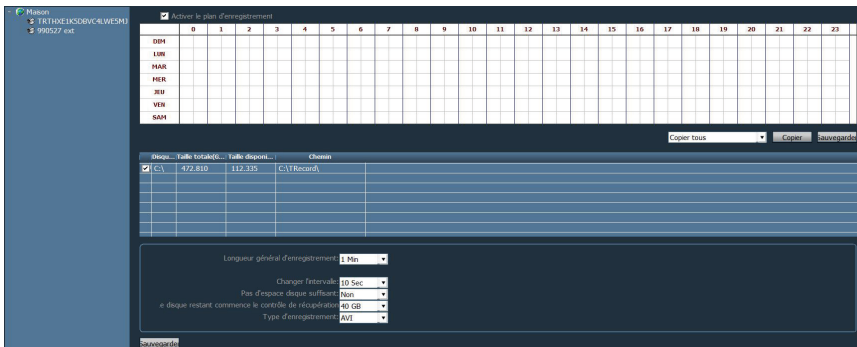 Maison
TRTHXE1K5DBVC4LWE5MJ
990527 ext
Activer le plan d'enregistrement
0 1 2 3 4 5 6 7 8 9 10 11 12 13 14 15 16 17 18 19 20 21 22 23
DIM
LUN
MAR
MER
JEU
VEN
SAM
Copier tous Copier Sauvegarder
Disqu... Taille totale(G... Taille disponi... Chemin
C:\ 472.810 112.335 C:\TRecord\
Longueur général d'enregistrement: 1 Min
Changer l'intervalle: 10 Sec
Pas d'espace disque suffisant: Non
.e disque restant commence le contrôle de récupération 40 GB
Type d'enregistrement: AVI
Sauvegarder